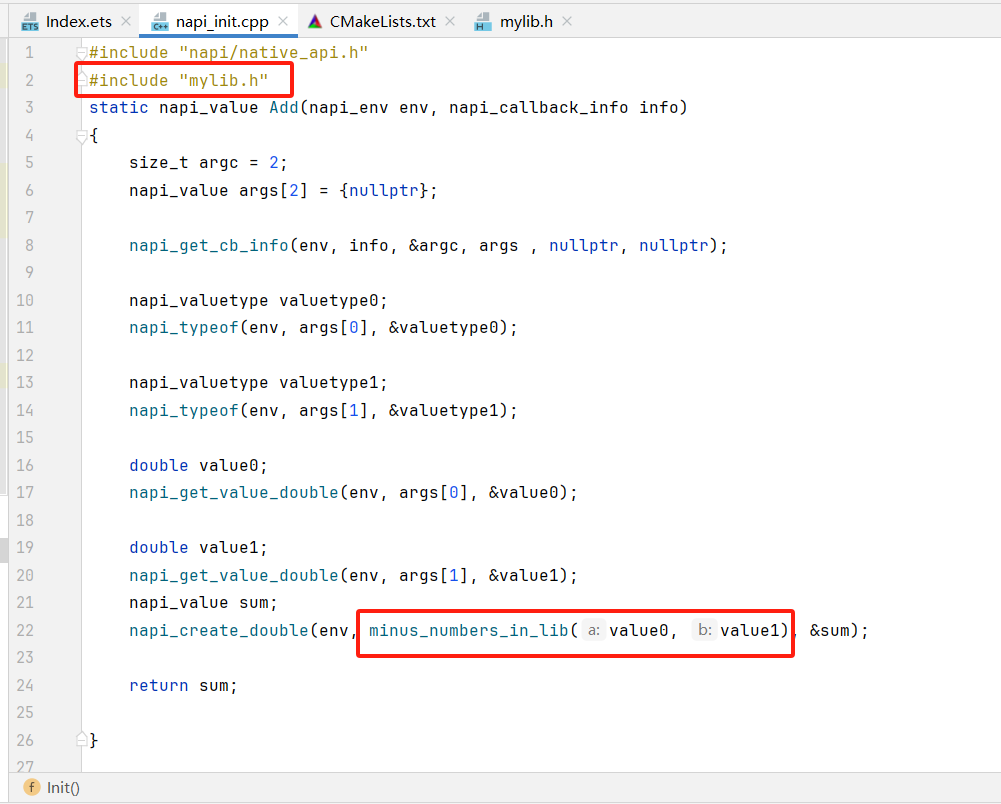 ETS Index.ets × C++ napi_init.cpp × CMakeLists.txt × H mylib.h ×
1 #include "napi/native_api.h"
2 #include "mylib.h"
3 static napi_value Add(napi_env env, napi_callback_info info)
4 {
5     size_t argc = 2;
6     napi_value args[2] = {nullptr};
7
8     napi_get_cb_info(env, info, &argc, args , nullptr, nullptr);
9
10     napi_valuetype valuetype0;
11     napi_typeof(env, args[0], &valuetype0);
12
13     napi_valuetype valuetype1;
14     napi_typeof(env, args[1], &valuetype1);
15
16     double value0;
17     napi_get_value_double(env, args[0], &value0);
18
19     double value1;
20     napi_get_value_double(env, args[1], &value1);
21     napi_value sum;
22     napi_create_double(env, minus_numbers_in_lib( a: value0, b: value1), &sum);
23
24     return sum;
25
26 }
27
f Init()